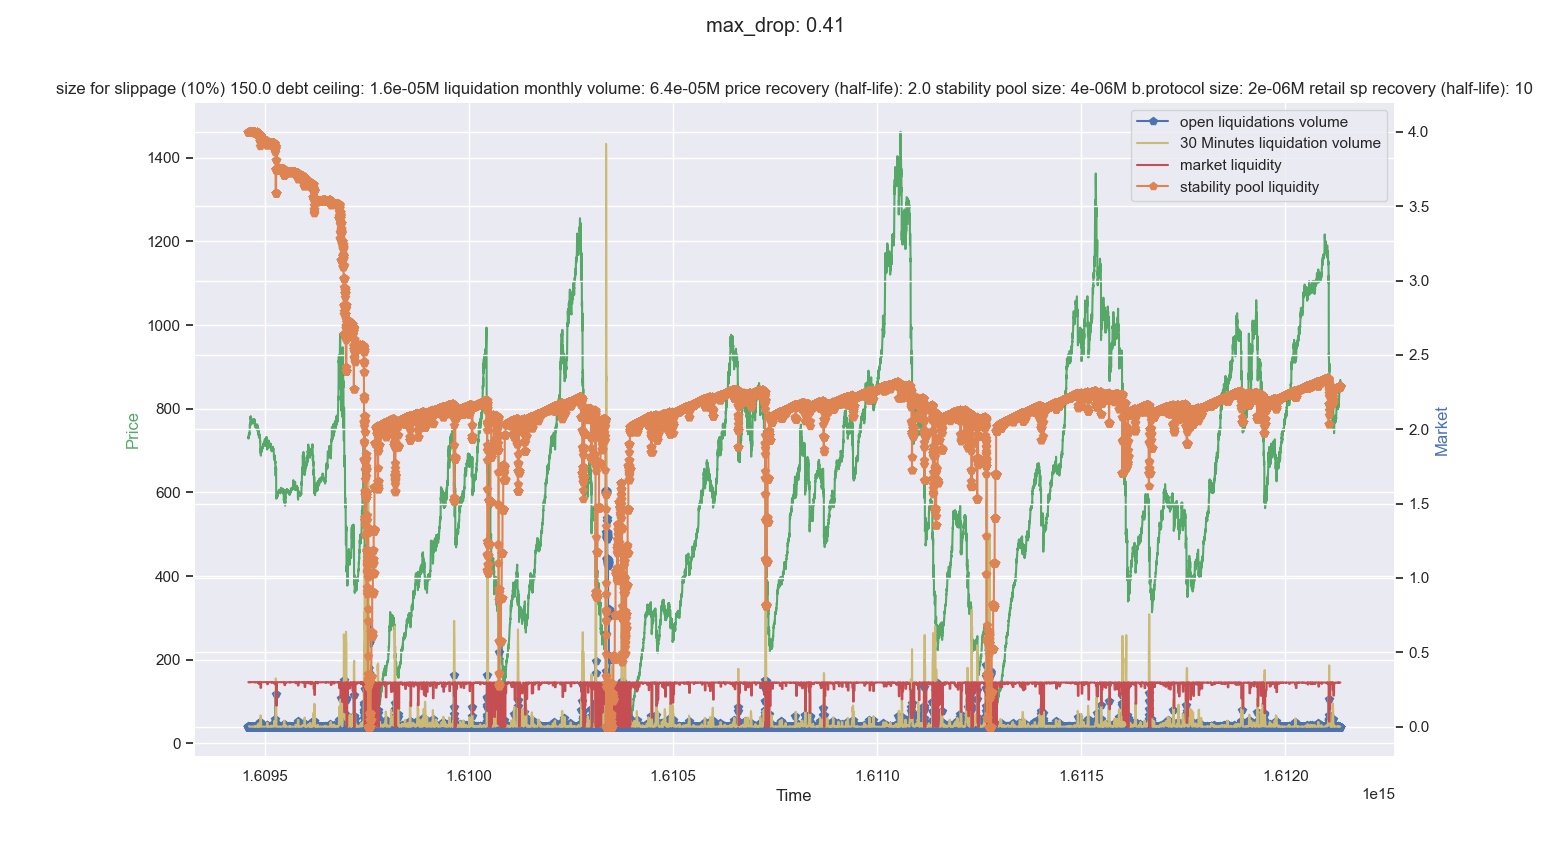 max_drop: 0.41
size for slippage (10%) 150.0 debt ceiling: 1.6e-05M liquidation monthly volume: 6.4e-05M price recovery (half-life): 2.0 stability pool size: 4e-06M b.protocol size: 2e-06M retail sp recovery (half-life): 10
open liquidations volume
30 Minutes liquidation volume
market liquidity
stability pool liquidity
1400
1200
1000
800
600
400
200
0
Price
4.0
3.5
3.0
2.5
2.0
1.5
1.0
0.5
0.0
Market
1.6095 1.6100 1.6105 1.6110 1.6115 1.6120
Time
1e15